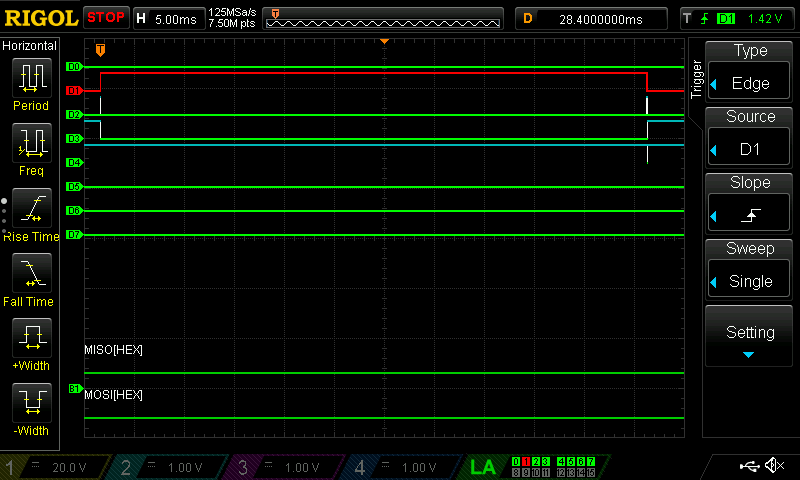 RIGOL STOP H 5.00ms 125MSa/s 7.50M pts T D 28.4000000ms T D1 1.42 V
Horizontal
Period
Freq
Rise Time
Fall Time
+Width
-Width
T
D0
D1
D2
D3
D4
D5
D6
D7
MISO[HEX]
B1
MOSI[HEX]
Trigger
Type
Edge
Source
D1
Slope
Sweep
Single
Setting
1 20.0 V 2 1.00 V 3 1.00 V 4 1.00 V LA 0 1 2 3 4 5 6 7
8 9 10 11 12 13 14 15